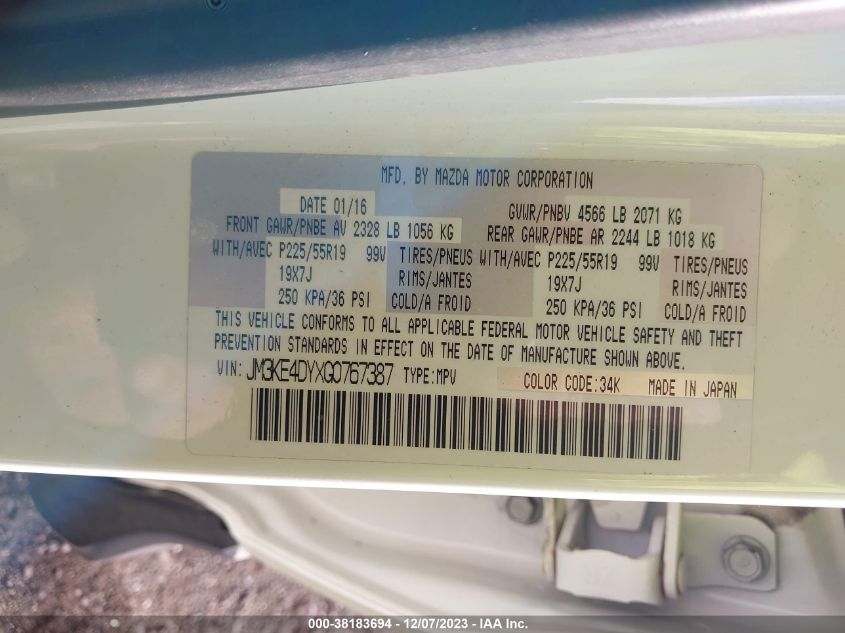 MFD. BY MAZDA MOTOR CORPORATION
DATE 01/16 GVWR/PNBV 4566 LB 2071 KG
FRONT GAWR/PNBE AV 2328 LB 1056 KG REAR GAWR/PNBE AR 2244 LB 1018 KG
WITH/AVEC P225/55R19 99V TIRES/PNEUS WITH/AVEC P225/55R19 99V TIRES/PNEUS
19X7J RIMS/JANTES 19X7J RIMS/JANTES
250 KPA/36 PSI COLD/A FROID 250 KPA/36 PSI COLD/A FROID
THIS VEHICLE CONFORMS TO ALL APPLICABLE FEDERAL MOTOR VEHICLE SAFETY AND THEFT
PREVENTION STANDARDS IN EFFECT ON THE DATE OF MANUFACTURE SHOWN ABOVE.
VIN: JM3KE4DYXG0767387 TYPE:MPV COLOR CODE:34K MADE IN JAPAN
000-38183694 - 12/07/2023 - IAA Inc.